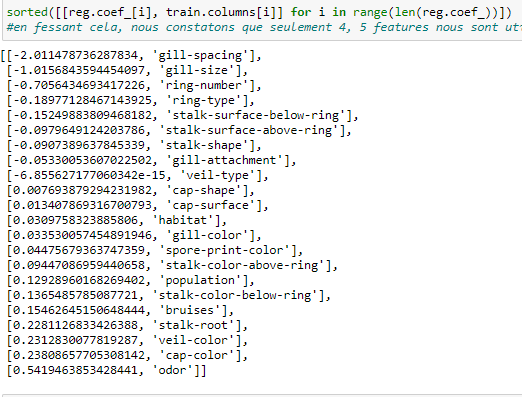 sorted([[reg.coef_[i], train.columns[i]] for i in range(len(reg.coef_))])
#en fessant cela, nous constatons que seulement 4, 5 features nous sont
[[-2.011478736287834, 'gill-spacing'],
[-1.0156843594454097, 'gill-size'],
[-0.7056434693417226, 'ring-number'],
[-0.18977128467143925, 'ring-type'],
[-0.15249883809468182, 'stalk-surface-below-ring'],
[-0.0979649124203786, 'stalk-surface-above-ring'],
[-0.0907389637845339, 'stalk-shape'],
[-0.05330053607022502, 'gill-attachment'],
[-6.855627177060342e-15, 'veil-type'],
[0.007693879294231982, 'cap-shape'],
[0.013407869316700793, 'cap-surface'],
[0.0309758323885806, 'habitat'],
[0.033530057454891946, 'gill-color'],
[0.04475679363747359, 'spore-print-color'],
[0.09447086959440658, 'stalk-color-above-ring'],
[0.12928960168269402, 'population'],
[0.1365485785087721, 'stalk-color-below-ring'],
[0.15462645150648444, 'bruises'],
[0.2281126833426388, 'stalk-root'],
[0.2312830077819287, 'veil-color'],
[0.23808657705308142, 'cap-color'],
[0.5419463853428441, 'odor']]